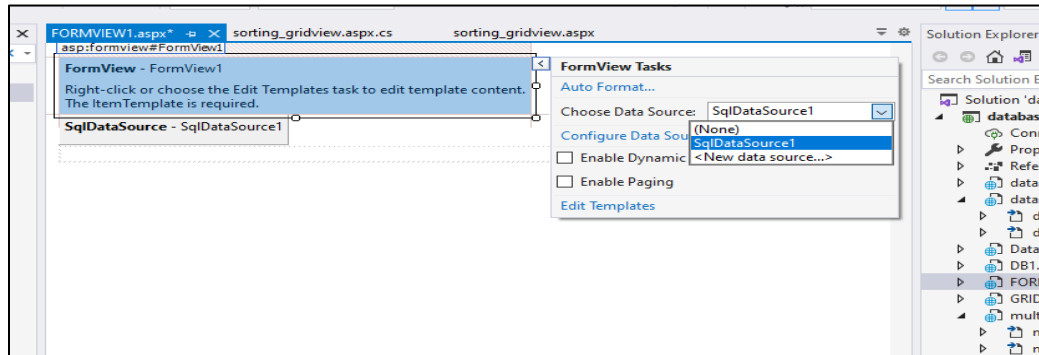 FORMVIEW1.aspx* sorting_gridview.aspx.cs sorting_gridview.aspx
asp:formview#FormView1
FormView - FormView1
Right-click or choose the Edit Templates task to edit template content.
The ItemTemplate is required.
SqlDataSource - SqlDataSource1
FormView Tasks
Auto Format...
Choose Data Source: SqlDataSource1
(None)
SqlDataSource1
<New data source...>
Configure Data Sou
Enable Dynamic
Enable Paging
Edit Templates
Solution Explorer
Search Solution E
Solution 'da
databas
Conn
Prop
Refe
data
data
d
d
Data
DB1.
FORM
GRID
mult
m
m